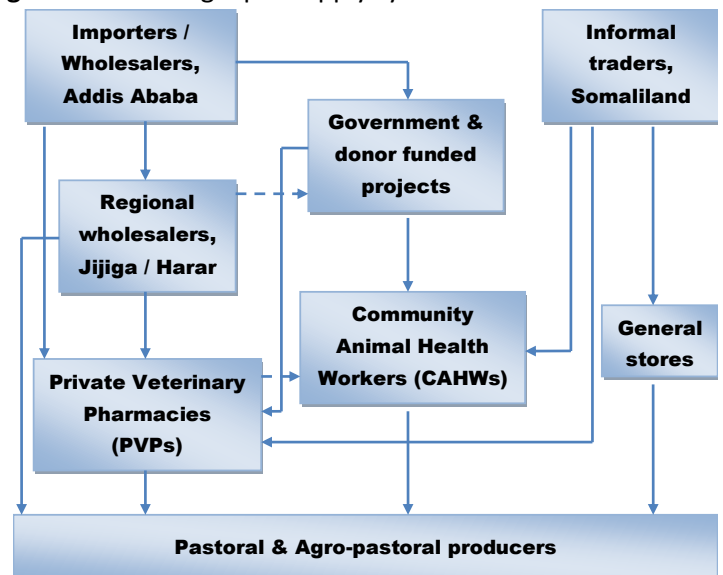 Importers /
Wholesalers,
Addis Ababa
Informal
traders,
Somaliland
Government &
donor funded
projects
Regional
wholesalers,
Jijiga / Harar
Community
Animal Health
Workers (CAHWs)
General
stores
Private Veterinary
Pharmacies
(PVPs)
Pastoral & Agro-pastoral producers